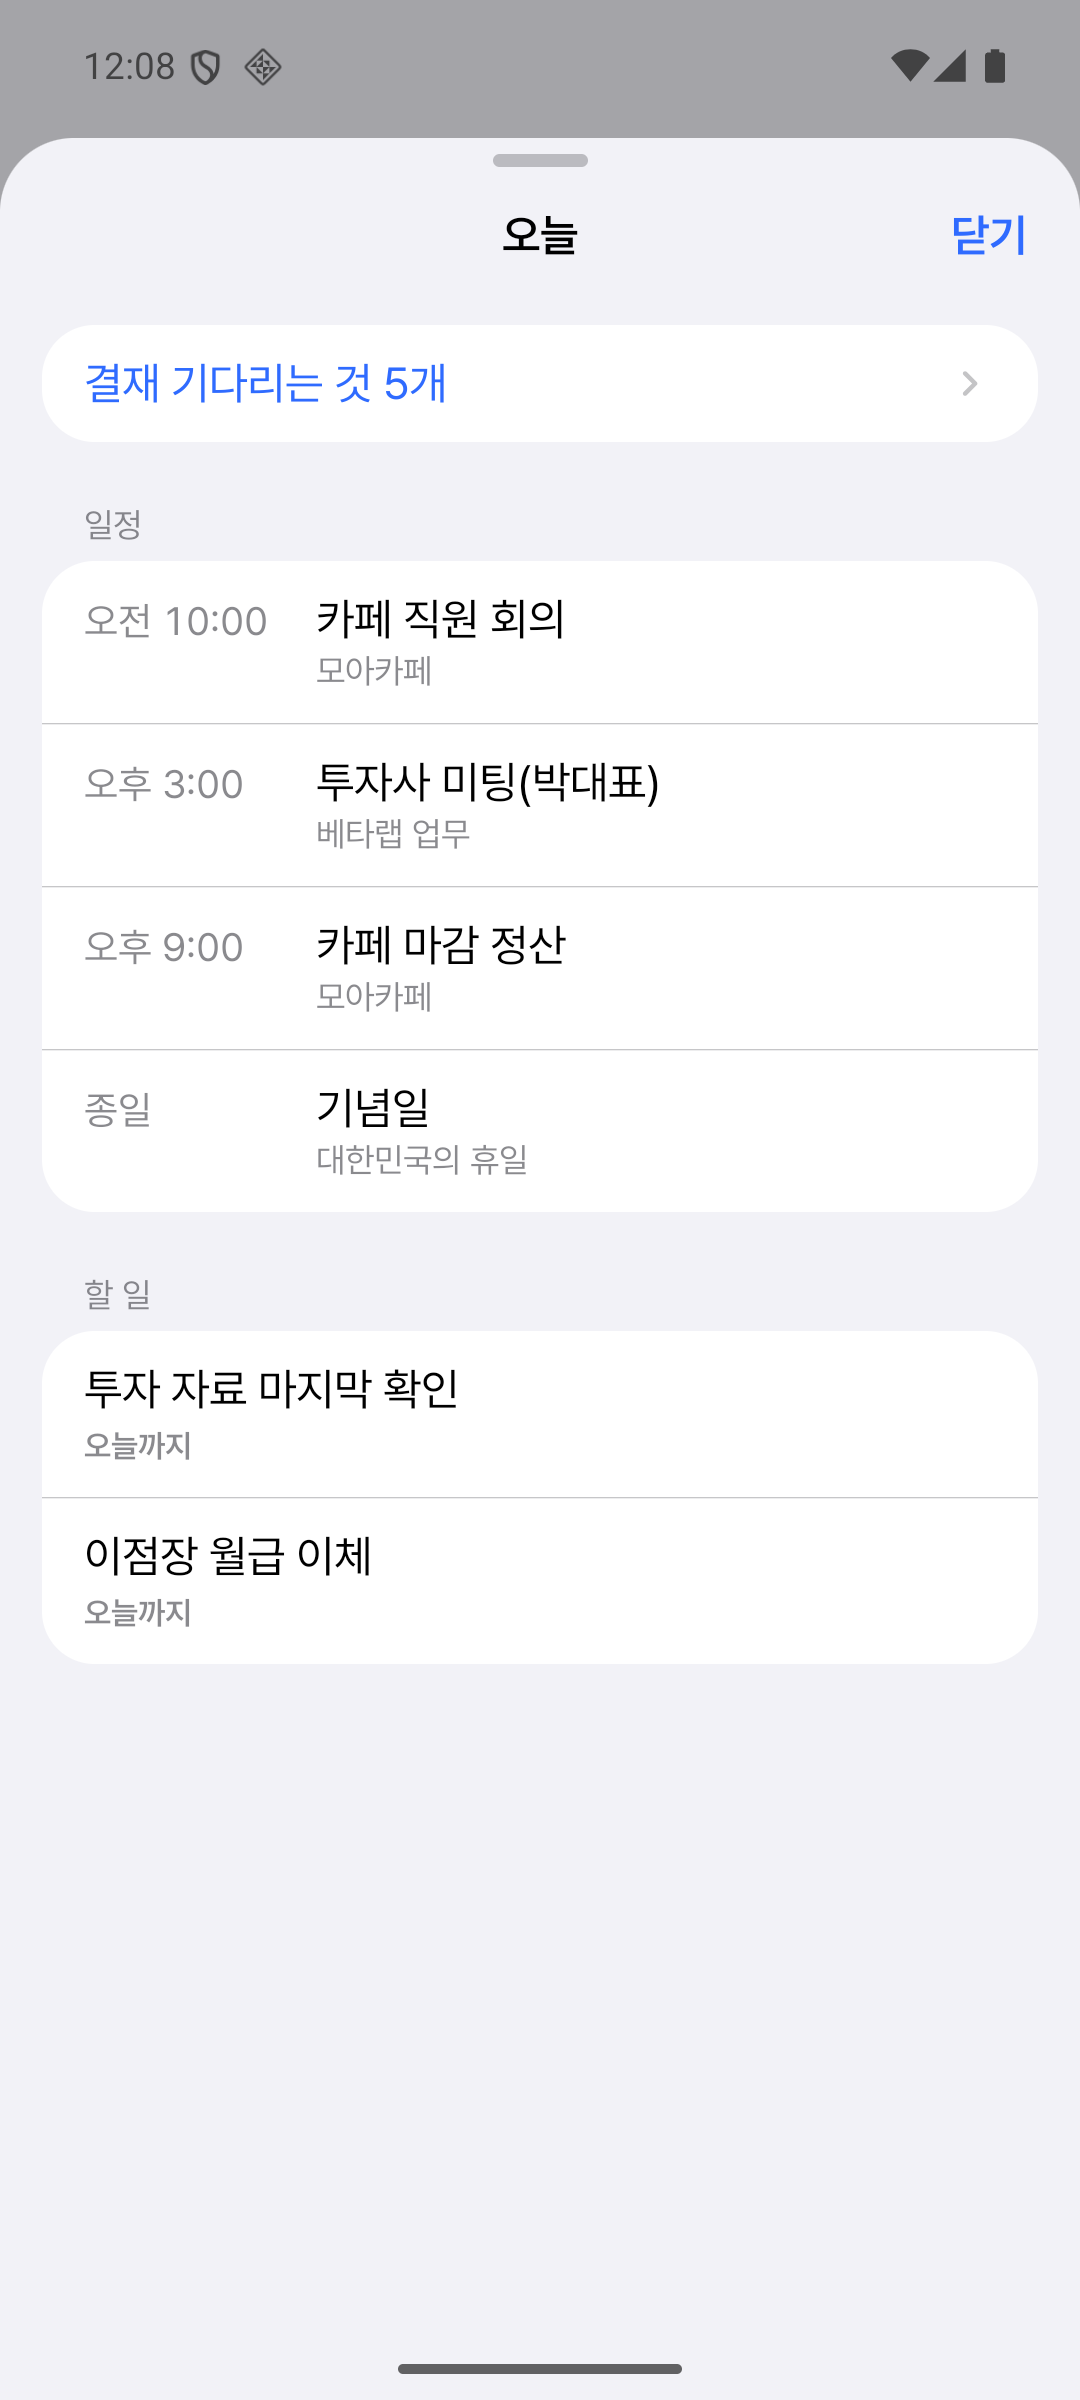 12:08
오늘
닫기
결재 기다리는 것 5개
일정
오전 10:00
카페 직원 회의
모아카페
오후 3:00
투자사 미팅(박대표)
베타랩 업무
오후 9:00
카페 마감 정산
모아카페
종일
기념일
대한민국의 휴일
할 일
투자 자료 마지막 확인
오늘까지
이점장 월급 이체
오늘까지